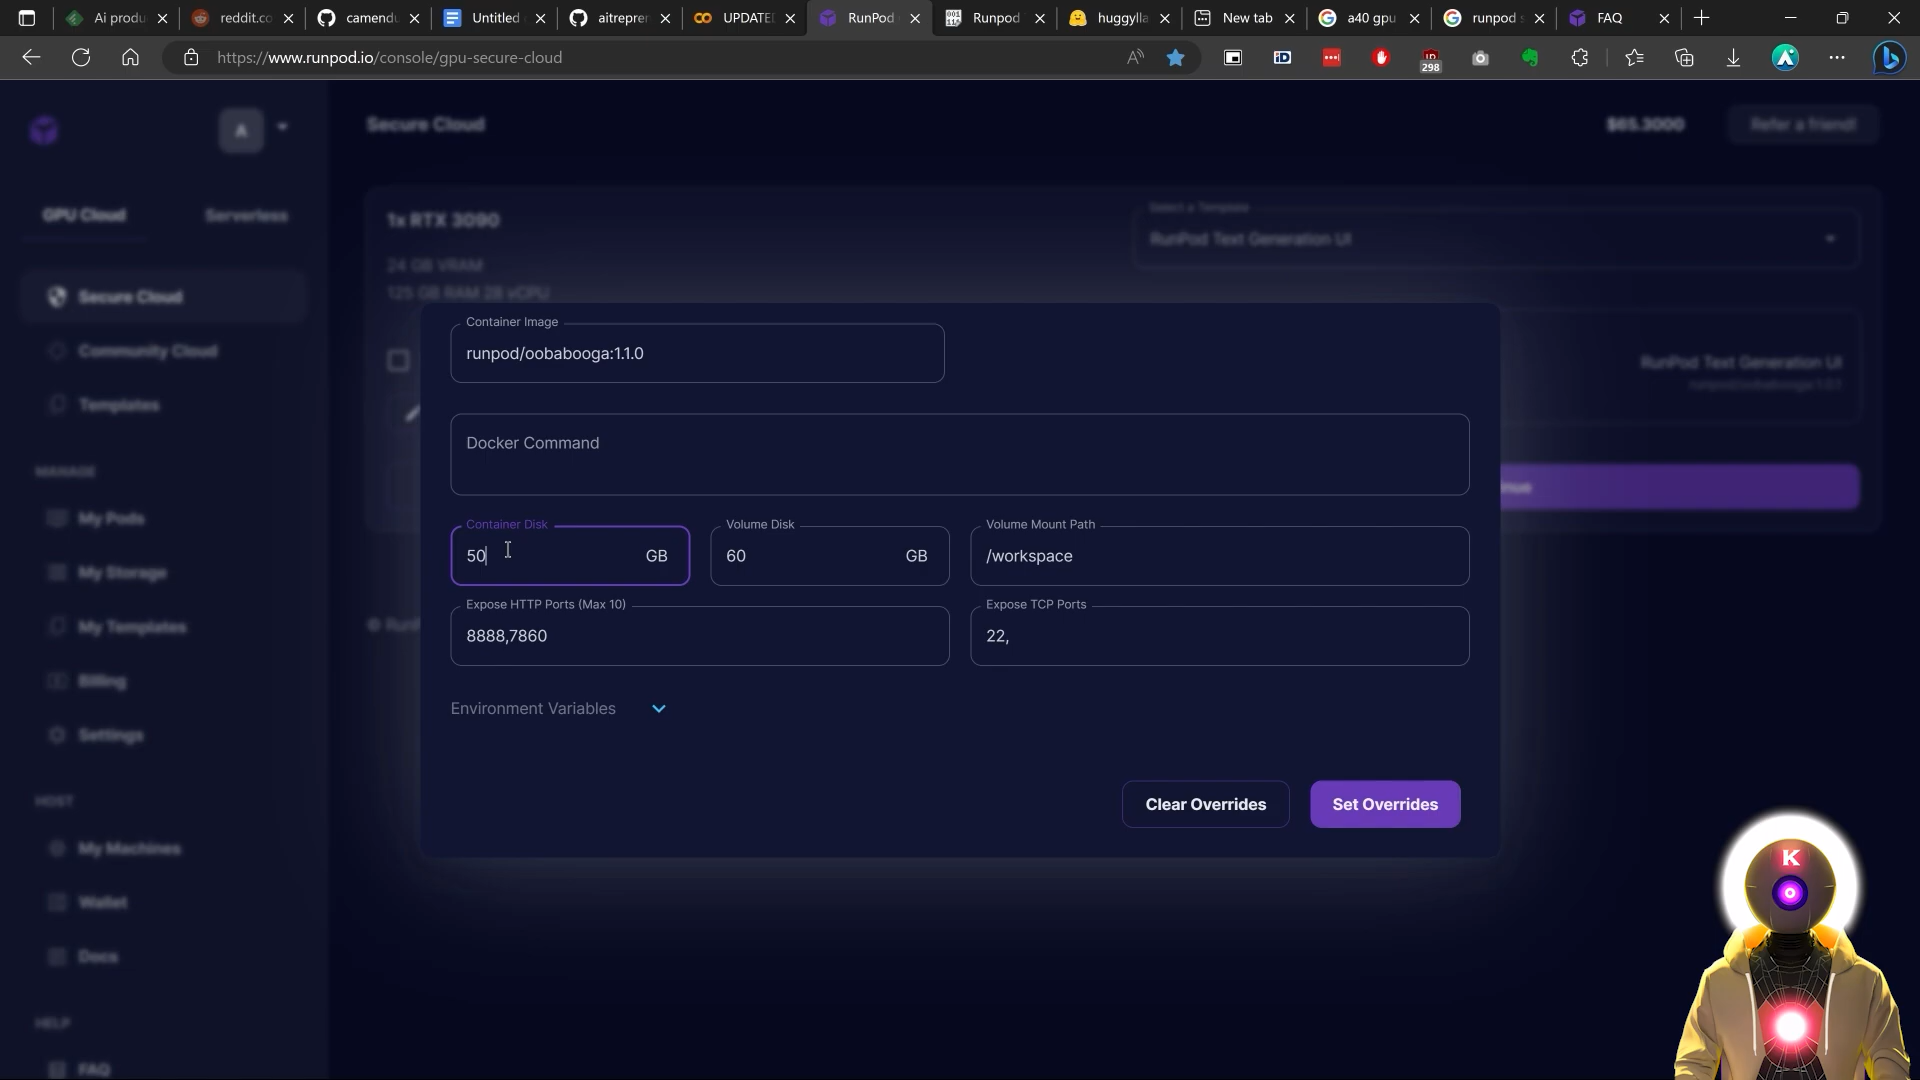 Ai produ
reddit.co
camendu
Untitled
aitreprer
UPDATED
RunPod
Runpod
huggylla
New tab
a40 gpu
runpod s
FAQ
https://www.runpod.io/console/gpu-secure-cloud
298
A
Secure Cloud
$65.3000
Refer a friend!
GPU Cloud
Serverless
1x RTX 3090
Select a Template
RunPod Text Generation UI
24 GB VRAM
125 GB RAM 28 vCPU
Secure Cloud
Community Cloud
Templates
Container Image
runpod/oobabooga:1.1.0
RunPod Text Generation UI
Docker Command
MANAGE
My Pods
My Storage
My Templates
Billing
Settings
Container Disk
50 GB
Volume Disk
60 GB
Volume Mount Path
/workspace
Expose HTTP Ports (Max 10)
8888,7860
Expose TCP Ports
22,
Environment Variables
Clear Overrides
Set Overrides
HOST
My Machines
Wallet
Docs
HELP
FAQ
K